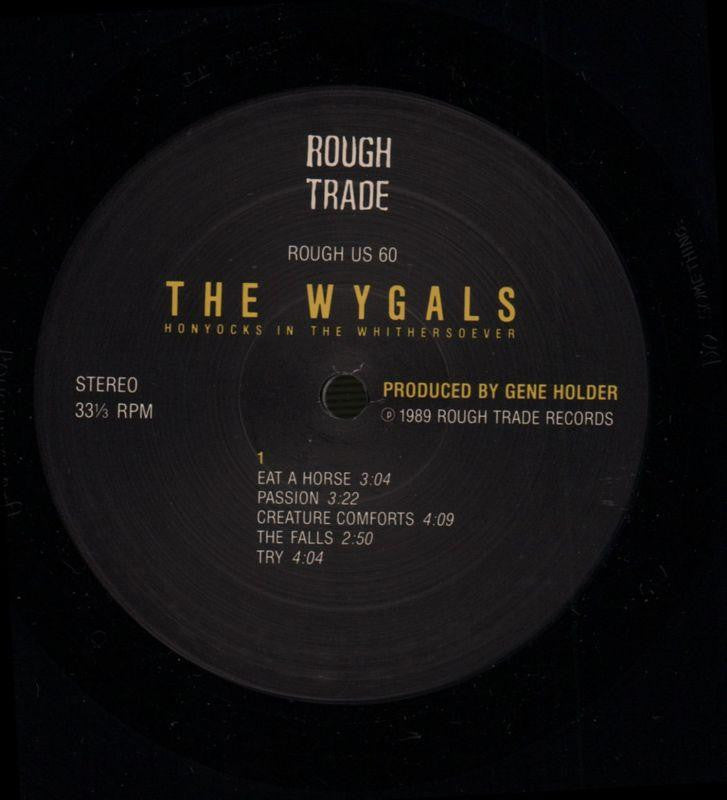 ROUGH
TRADE
ROUGH US 60
THE WYGALS
HONYOCKS IN THE WHITHERSOEVER
STEREO
33⅓ RPM
PRODUCED BY GENE HOLDER
℗ 1989 ROUGH TRADE RECORDS
1
EAT A HORSE 3:04
PASSION 3:22
CREATURE COMFORTS 4:09
THE FALLS 2:50
TRY 4:04